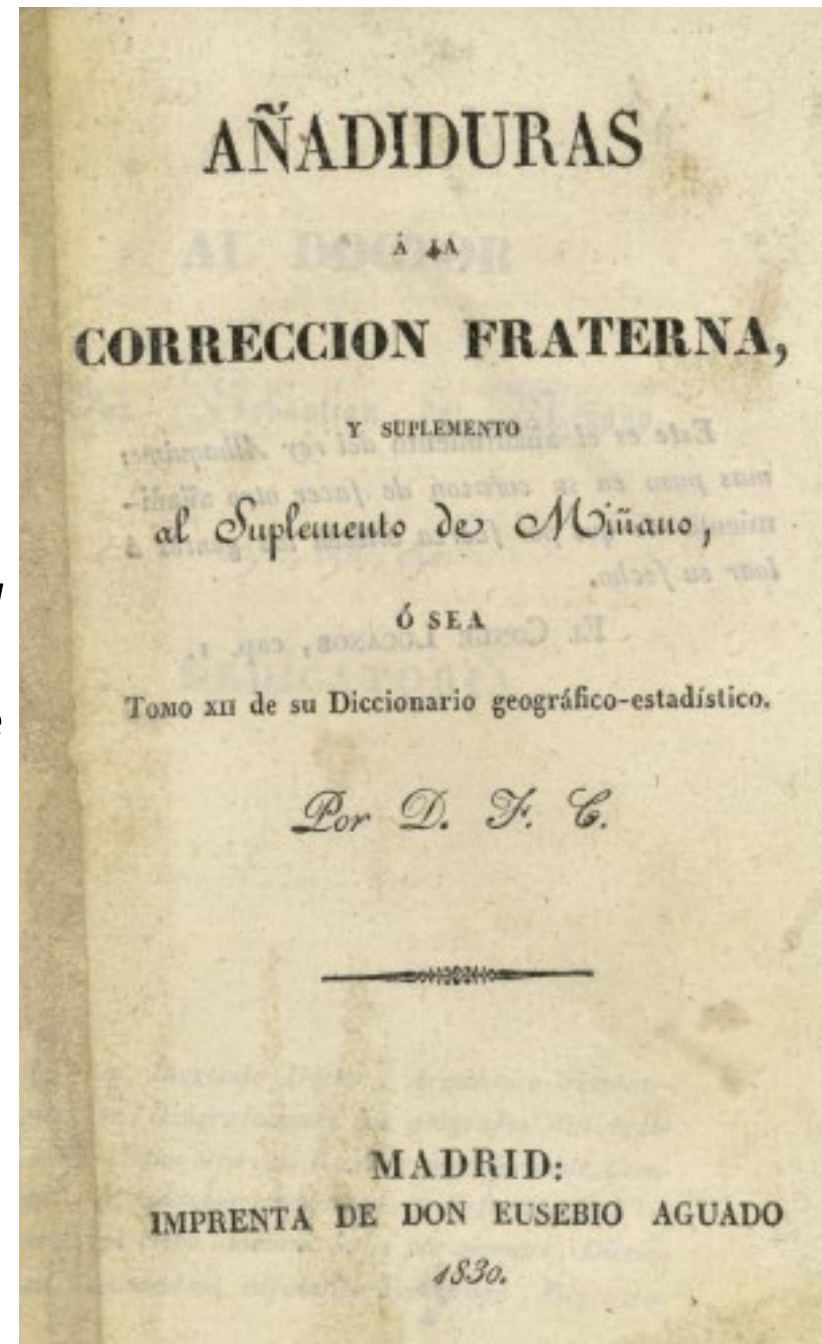 AÑADIDURAS
Á LA
CORRECCION FRATERNA,
Y SUPLEMENTO
al Suplemento de Miñano,
Ó SEA
Tomo XII de su Diccionario geográfico-estadístico.
Por D. F. C.
MADRID:
IMPRENTA DE DON EUSEBIO AGUADO
1830.